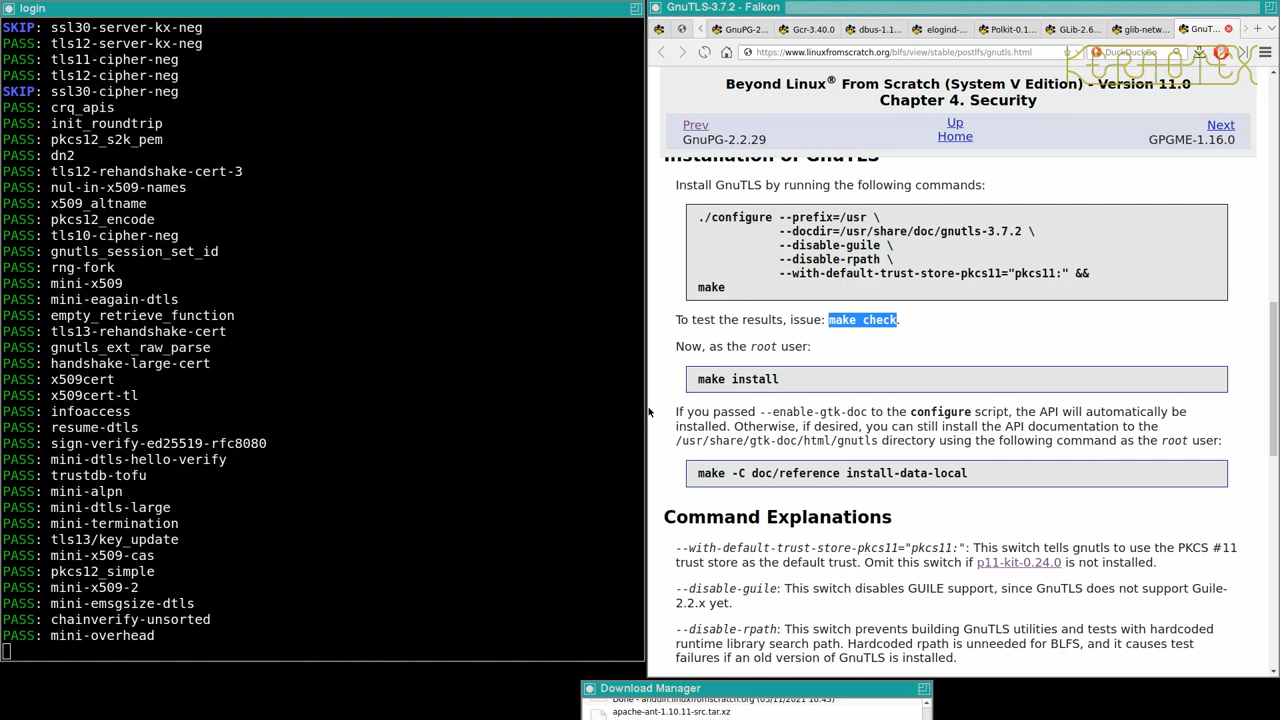 login
SKIP: ssl30-server-kx-neg
PASS: tls12-server-kx-neg
PASS: tls11-cipher-neg
PASS: tls12-cipher-neg
SKIP: ssl30-cipher-neg
PASS: crq_apis
PASS: init_roundtrip
PASS: pkcs12_s2k_pem
PASS: dn2
PASS: tls12-rehandshake-cert-3
PASS: nul-in-x509-names
PASS: x509_altname
PASS: pkcs12_encode
PASS: tls10-cipher-neg
PASS: gnutls_session_set_id
PASS: rng-fork
PASS: mini-x509
PASS: mini-eagain-dtls
PASS: empty_retrieve_function
PASS: tls13-rehandshake-cert
PASS: gnutls_ext_raw_parse
PASS: handshake-large-cert
PASS: x509cert
PASS: x509cert-tl
PASS: infoaccess
PASS: resume-dtls
PASS: sign-verify-ed25519-rfc8080
PASS: mini-dtls-hello-verify
PASS: trustdb-tofu
PASS: mini-alpn
PASS: mini-dtls-large
PASS: mini-termination
PASS: tls13/key_update
PASS: mini-x509-cas
PASS: pkcs12_simple
PASS: mini-x509-2
PASS: mini-emsgsize-dtls
PASS: chainverify-unsorted
PASS: mini-overhead
GnuTLS-3.7.2 - Falkon
GnuPG-2... Gcr-3.40.0 dbus-1.1... elogind-... Polkit-0.1... GLib-2.6... glib-netw... GnuT...
https://www.linuxfromscratch.org/blfs/view/stable/postlfs/gnutls.html DuckDuckGo
KERNOTEX
Beyond Linux® From Scratch (System V Edition) - Version 11.0
Chapter 4. Security
Prev Up Next
GnuPG-2.2.29 Home GPGME-1.16.0
Installation of GnuTLS
Install GnuTLS by running the following commands:
./configure --prefix=/usr \
--docdir=/usr/share/doc/gnutls-3.7.2 \
--disable-guile \
--disable-rpath \
--with-default-trust-store-pkcs11="pkcs11:" &&
make
To test the results, issue: make check.
Now, as the root user:
make install
If you passed --enable-gtk-doc to the configure script, the API will automatically be
installed. Otherwise, if desired, you can still install the API documentation to the
/usr/share/gtk-doc/html/gnutls directory using the following command as the root user:
make -C doc/reference install-data-local
Command Explanations
--with-default-trust-store-pkcs11="pkcs11:": This switch tells gnutls to use the PKCS #11
trust store as the default trust. Omit this switch if p11-kit-0.24.0 is not installed.
--disable-guile: This switch disables GUILE support, since GnuTLS does not support Guile-
2.2.x yet.
--disable-rpath: This switch prevents building GnuTLS utilities and tests with hardcoded
runtime library search path. Hardcoded rpath is unneeded for BLFS, and it causes test
failures if an old version of GnuTLS is installed.
Download Manager
Done - anduin.linuxfromscratch.org (05/11/2021 10:45)
apache-ant-1.10.11-src.tar.xz